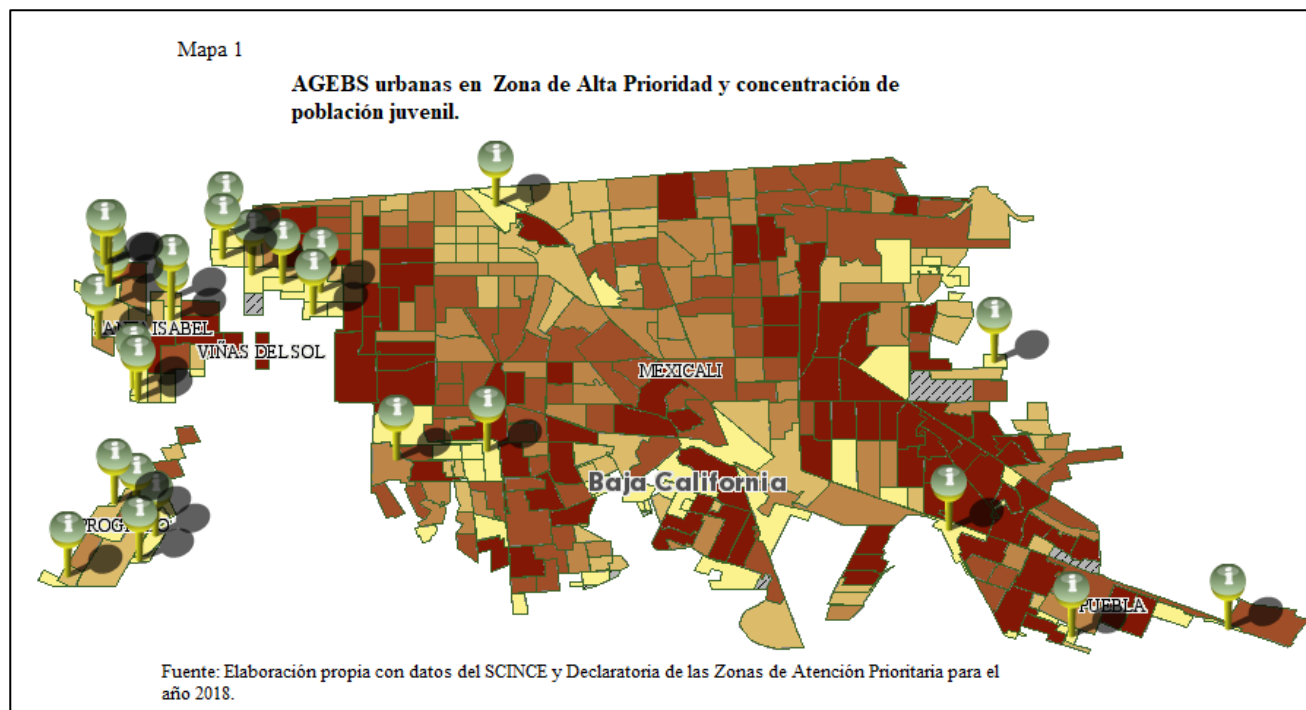 Mapa 1
AGEBS urbanas en Zona de Alta Prioridad y concentración de
población juvenil.
ISABEL
VIÑAS DEL SOL
MEXICALI
Baja California
PUEBLA
Fuente: Elaboración propia con datos del SCINCE y Declaratoria de las Zonas de Atención Prioritaria para el
año 2018.